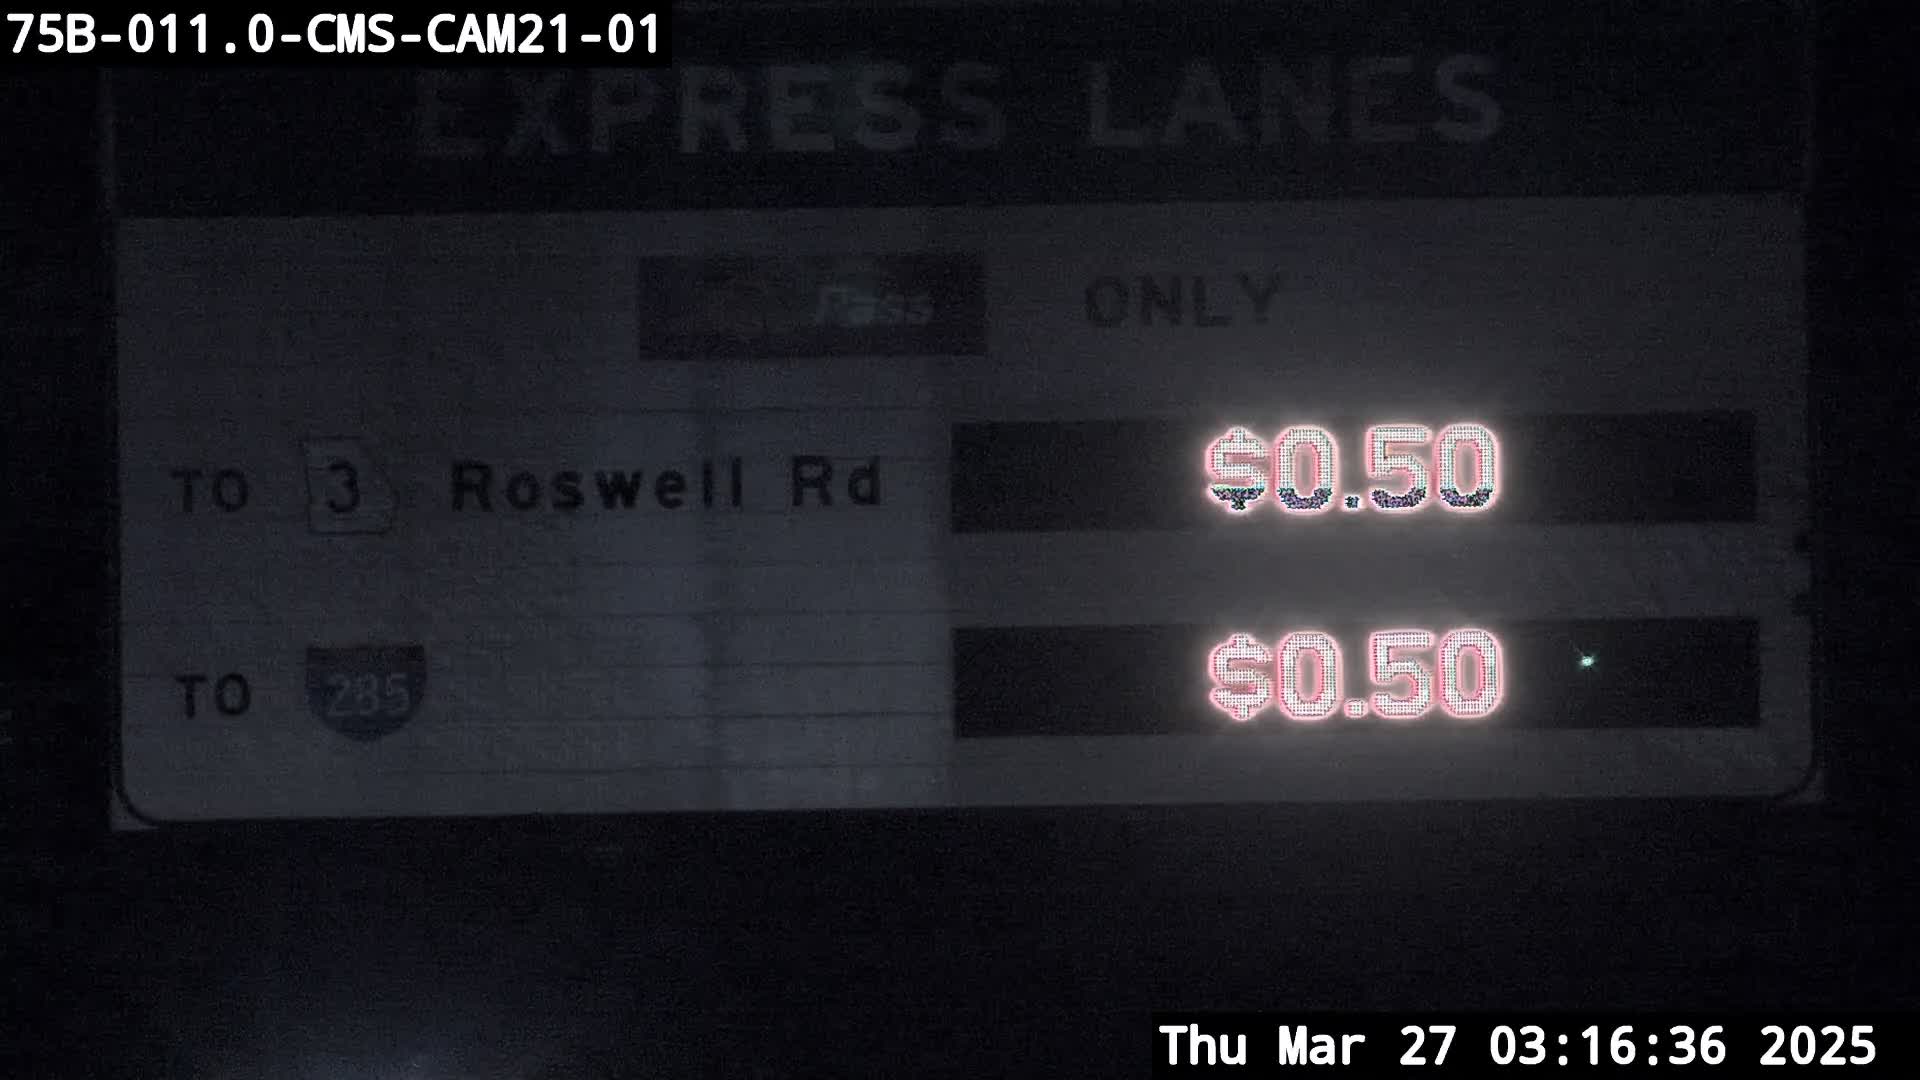 75B-011.0-CMS-CAM21-01
EXPRESS LANES
Pass ONLY
TO 3 Roswell Rd $0.50
TO 285 $0.50
Thu Mar 27 03:16:36 2025